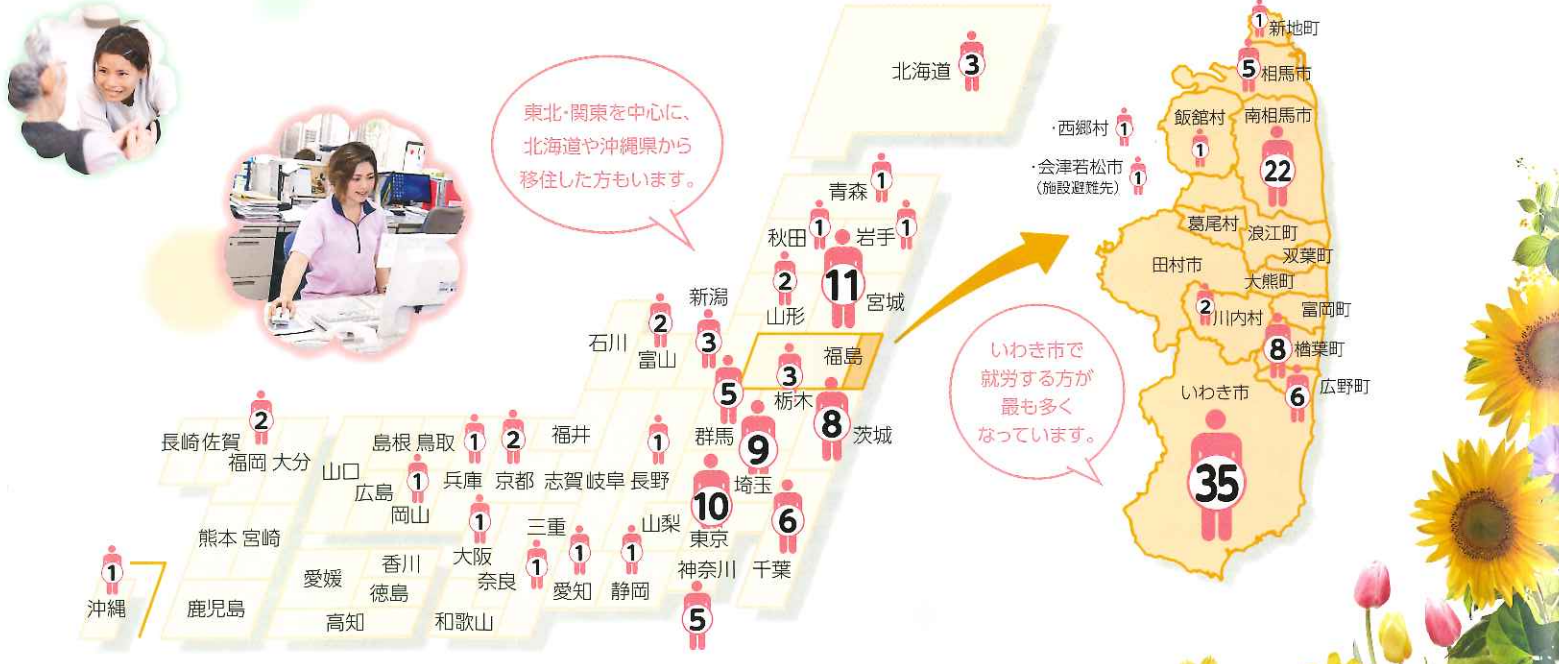 東北・関東を中心に、
北海道や沖縄県から
移住した方もいます。
北海道 3
青森 1
秋田 1
岩手 1
山形 2
11 宮城
新潟 3
石川
富山 2
福島 3
栃木 5
群馬
茨城 8
埼玉 9
東京 10
千葉 6
神奈川 5
山梨
長野 1
静岡 1
愛知 1
岐阜
福井
志賀
三重
京都 2
兵庫 1
大阪 1
奈良 1
和歌山
島根 鳥取
岡山 1
広島
山口
香川
愛媛
徳島
高知
長崎 佐賀
福岡 2
大分
熊本 宮崎
鹿児島
沖縄 1
新地町 1
相馬市 5
・西郷村 1
・会津若松市 1
(施設避難先)
飯舘村 1
南相馬市 22
葛尾村
浪江町
双葉町
田村市
大熊町
川内村 2
富岡町
楢葉町 8
広野町 6
いわき市 35
いわき市で
就労する方が
最も多く
なっています。